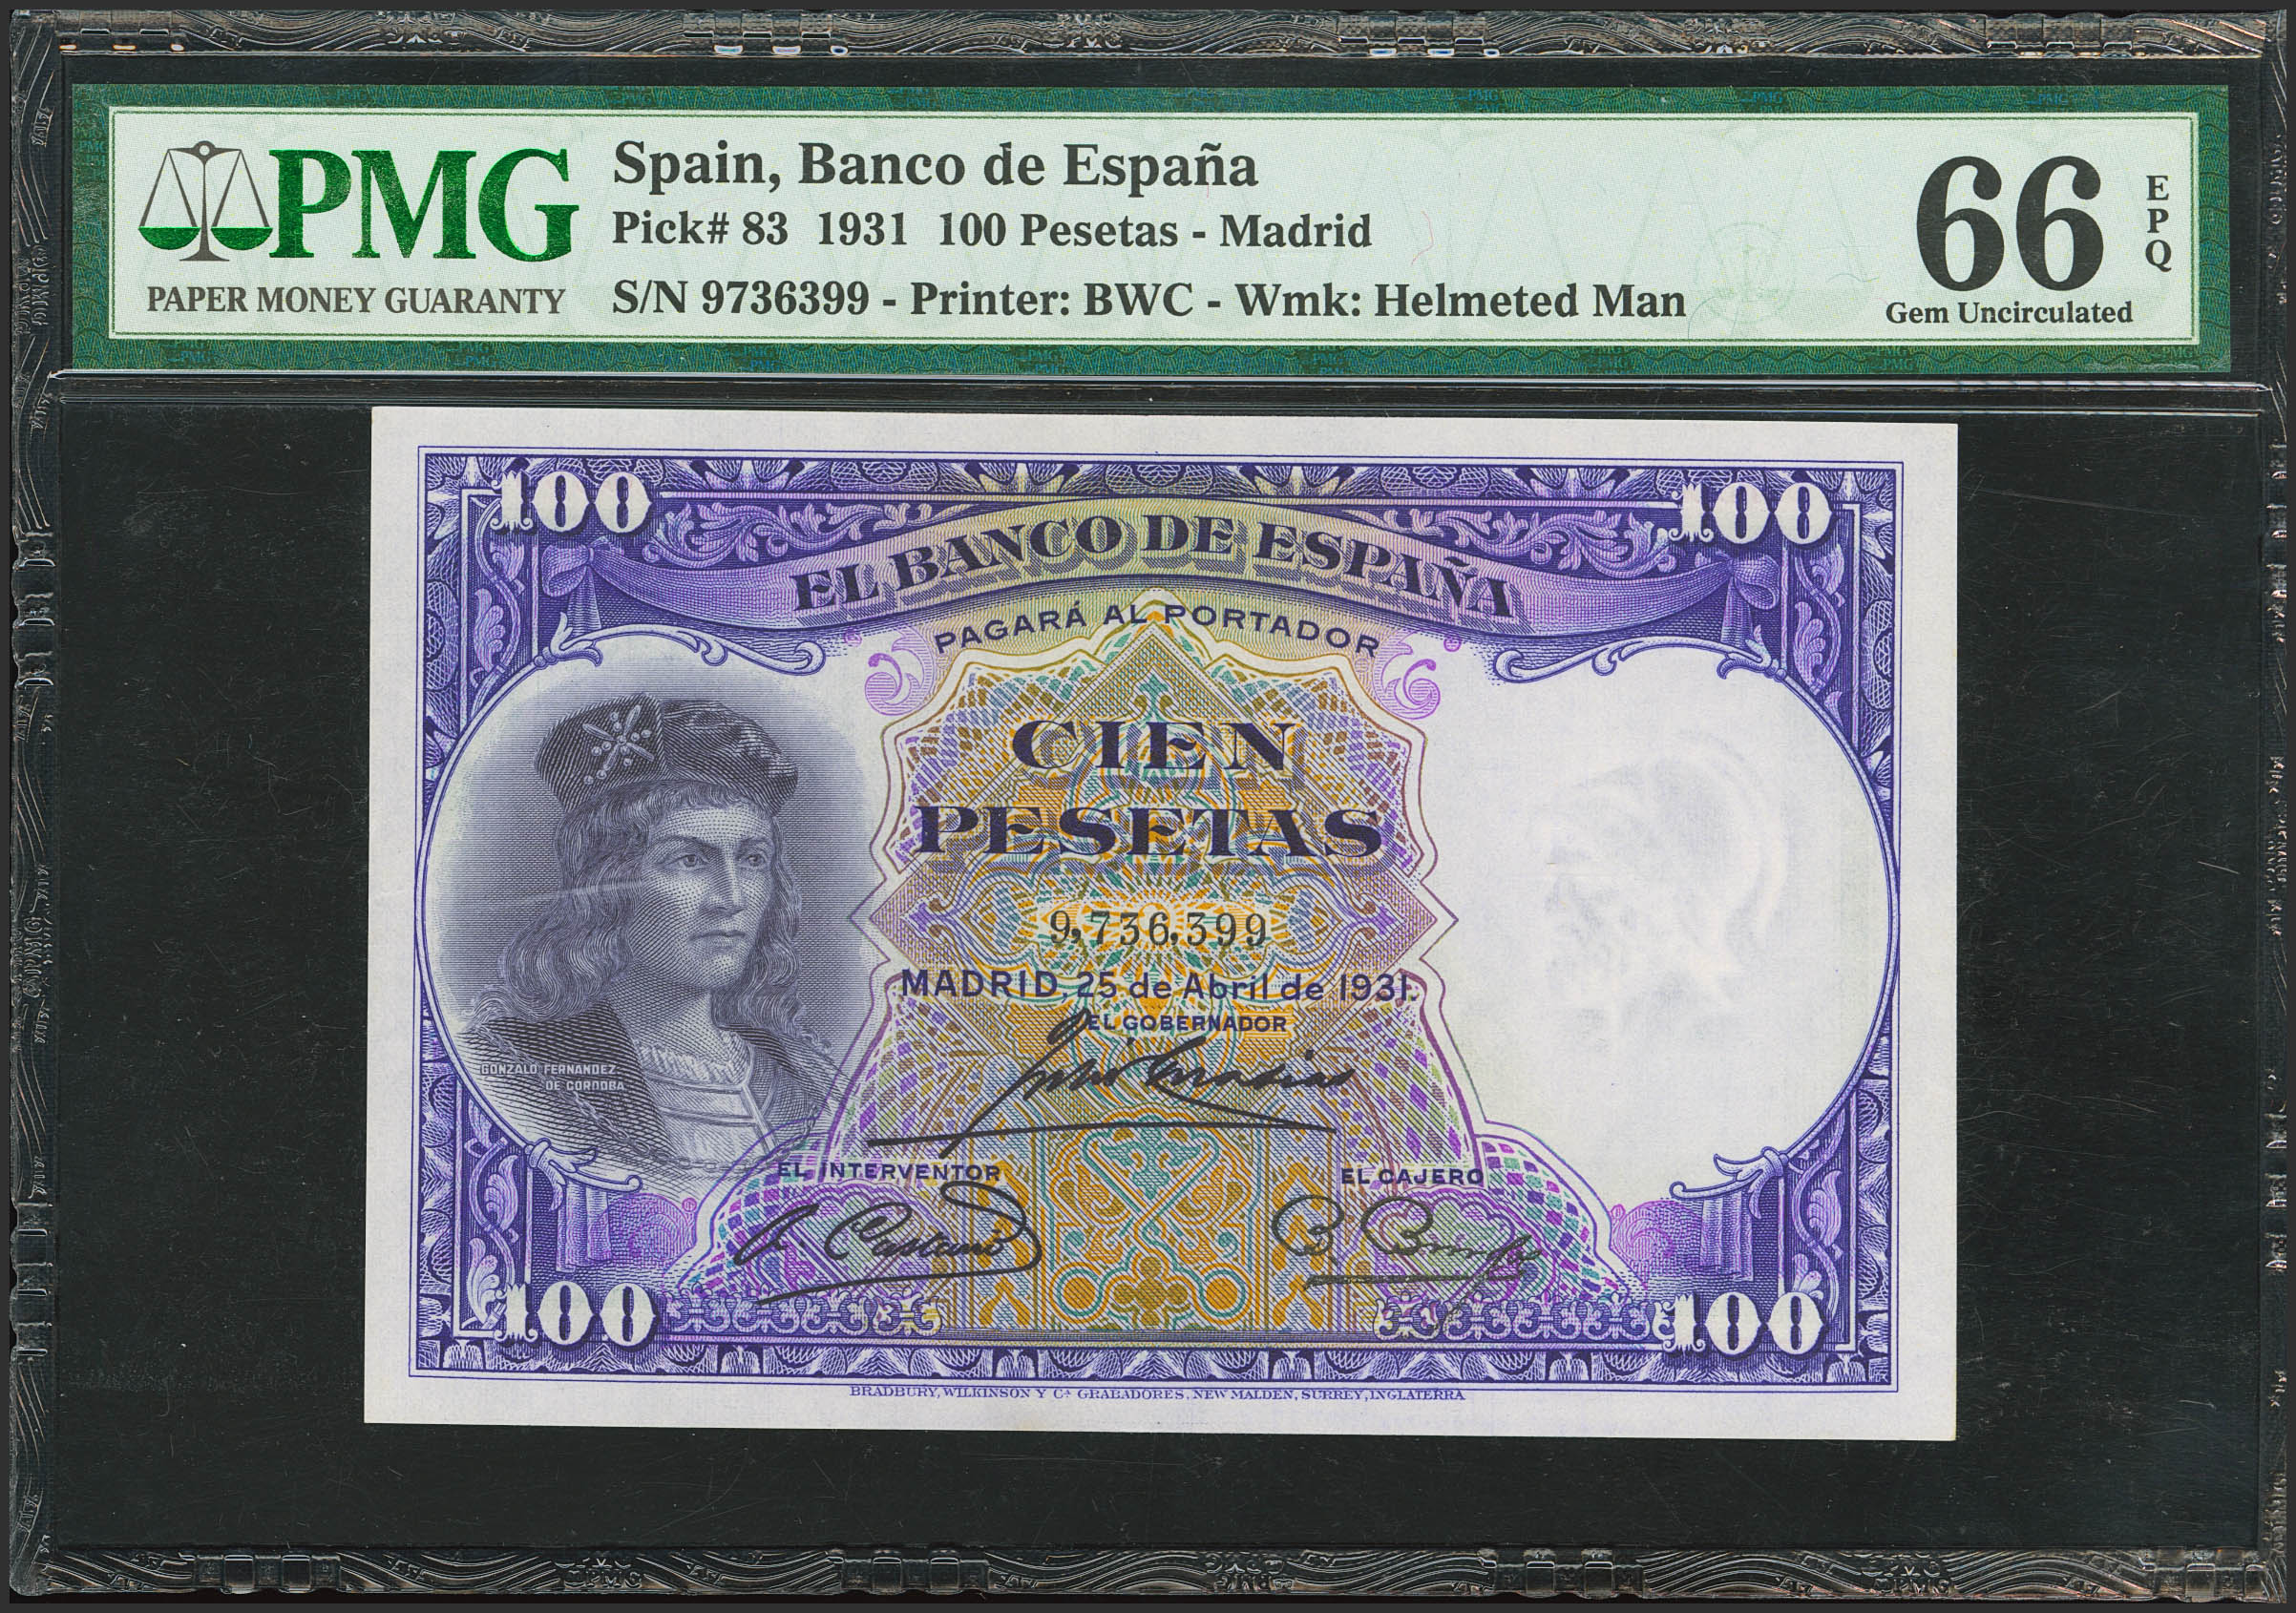 PMG
PAPER MONEY GUARANTY
Spain, Banco de España
Pick# 83 1931 100 Pesetas - Madrid
S/N 9736399 - Printer: BWC - Wmk: Helmeted Man
66
EPQ
Gem Uncirculated
100
100
EL BANCO DE ESPAÑA
PAGARÁ AL PORTADOR
CIEN
PESETAS
9,736,399
MADRID, 25 de Abril de 1931.
EL GOBERNADOR
GONZALO FERNANDEZ
DE CORDOBA
EL INTERVENTOR
EL CAJERO
100
100
BRADBURY, WILKINSON Y Cª GRABADORES, NEW MALDEN, SURREY, INGLATERRA